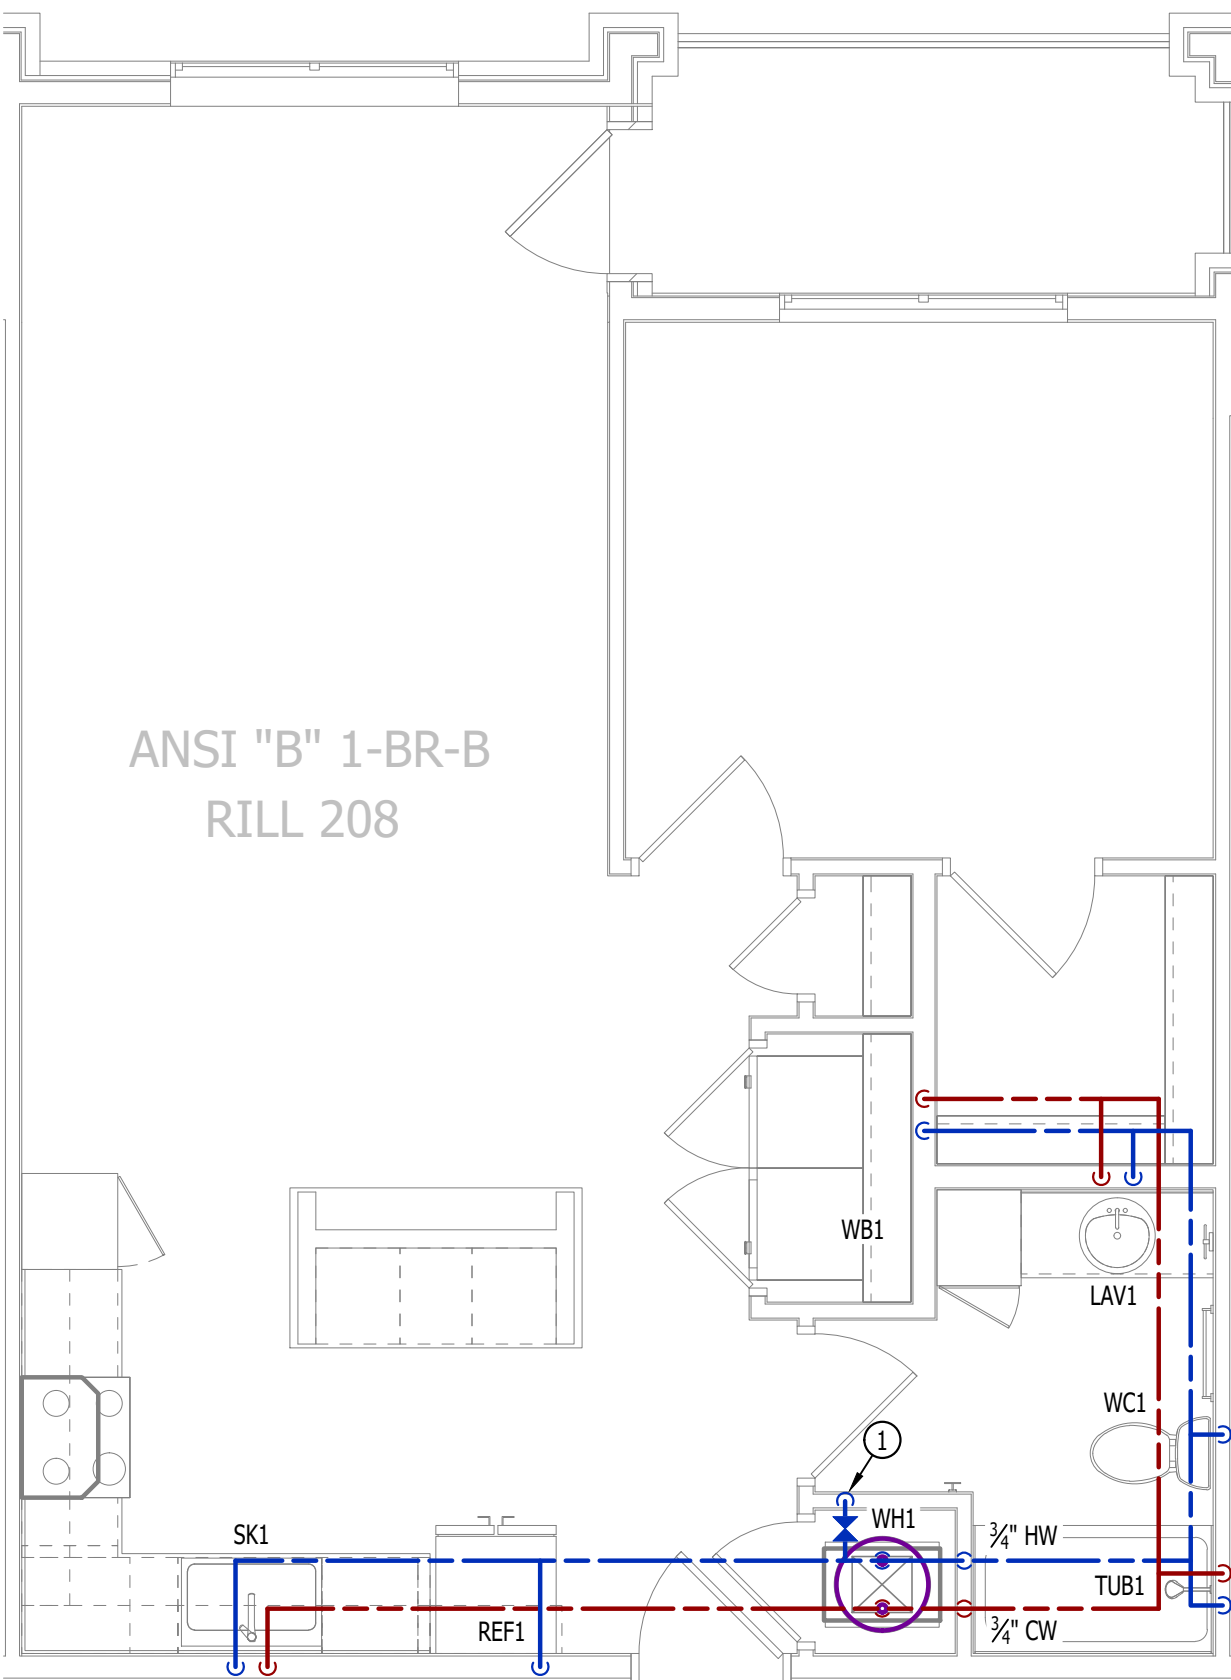 ANSI "B" 1-BR-B
RILL 208
WB1
LAV1
WC1
1
WH1
SK1
¾" HW
TUB1
REF1
¾" CW